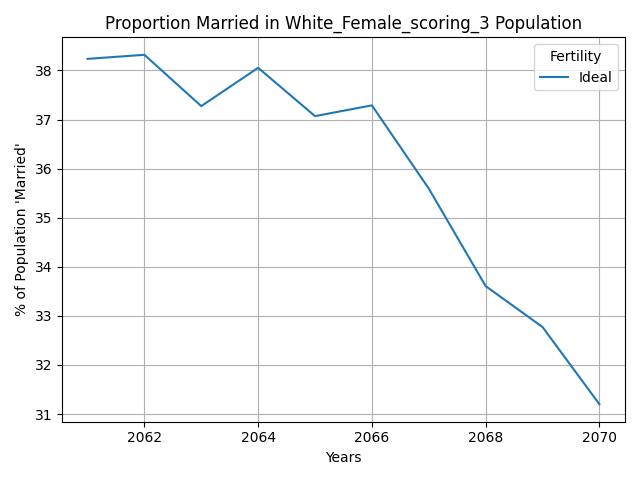 Proportion Married in White_Female_scoring_3 Population
Fertility
Ideal
% of Population 'Married'
38
37
36
35
34
33
32
31
2062 2064 2066 2068 2070
Years